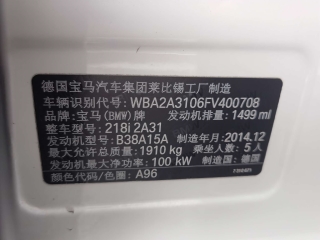 德国宝马汽车集团莱比锡工厂制造
车辆识别代号: WBA2A3106FV400708
品牌: 宝马(BMW)牌 发动机排量: 1499 ml
整车型号: 218i 2A31
发动机型号: B38A15A 制造年月: 2014.12
最大允许总质量: 1910 kg 乘坐人数: 5人
发动机最大净功率: 100 kW 制造国: 德国
颜色代码/色圈: A96